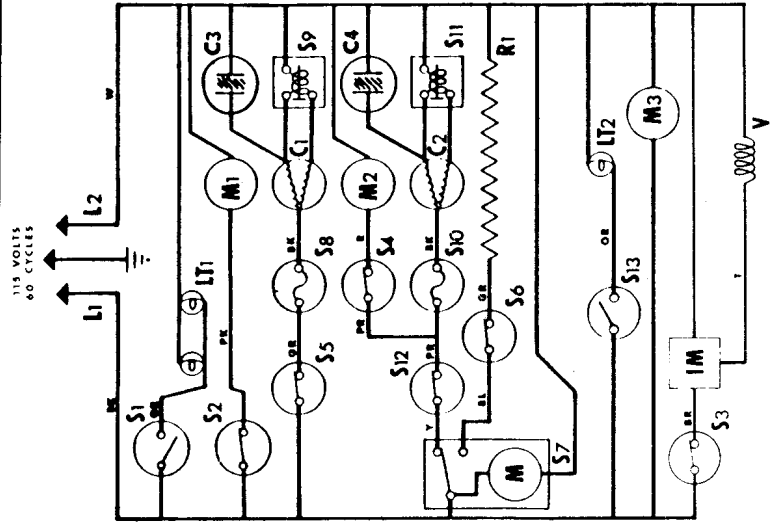 115 VOLTS
60 CYCLES
L1 L2
BK W
S1 OR LT1
S2 PK M1 C3
S5 OR S8 BK C1 S9
PR S4 R M2 C4
Y S12 PR S10 BK C2 S11
M S7 BL S6 R1
S13 OR LT2
M3
S3 BR IM
Y V